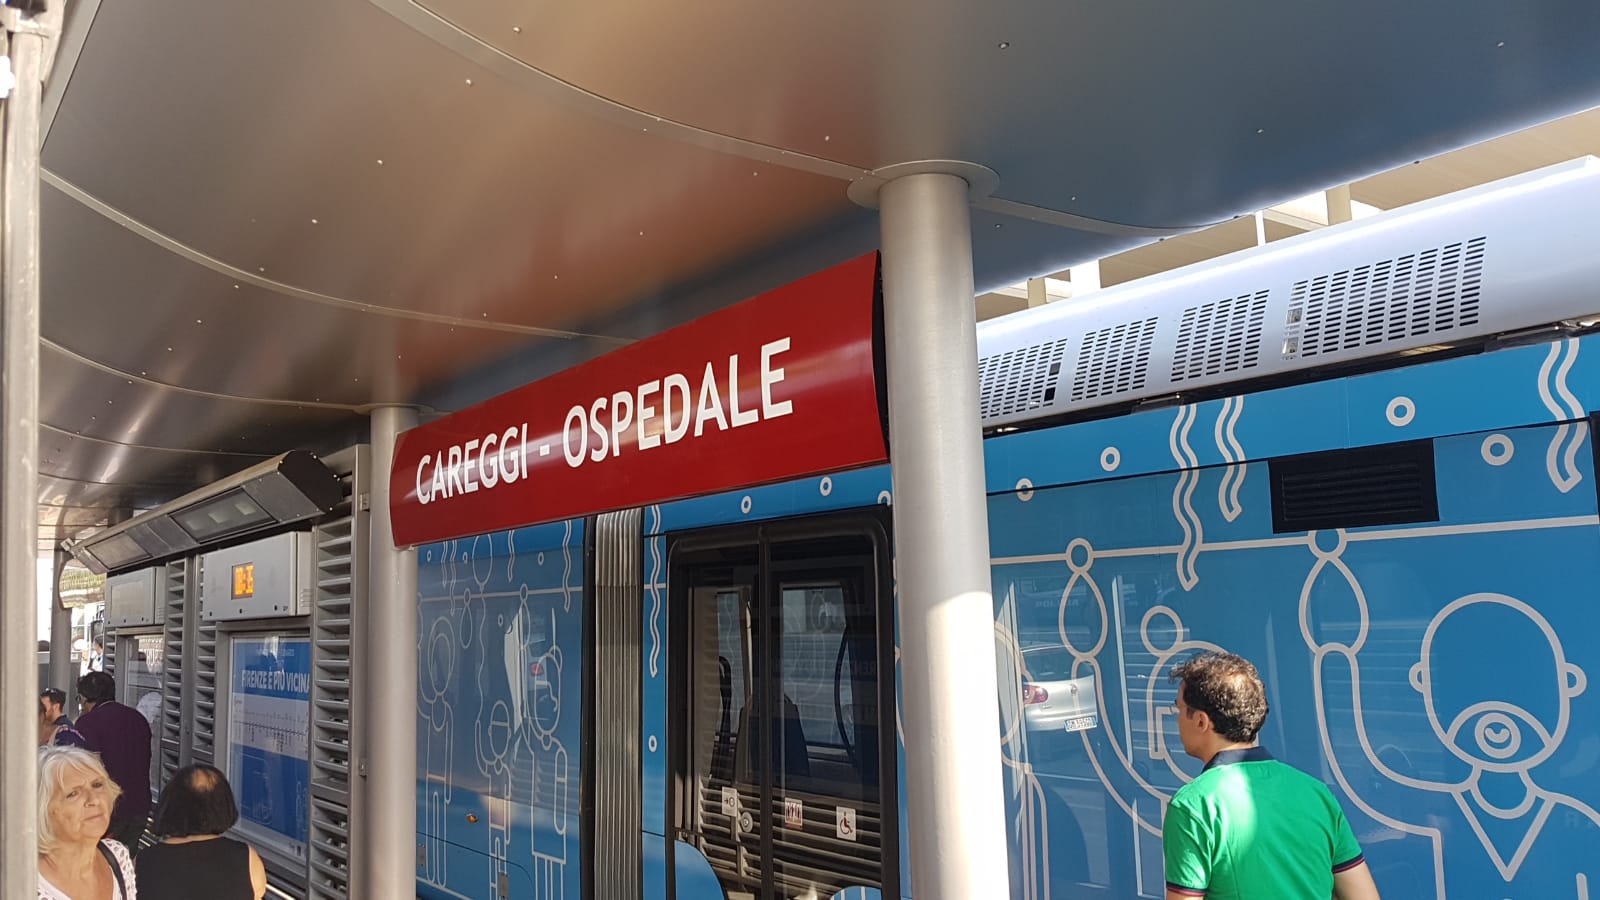 CAREGGI - OSPEDALE
FIRENZE È PIÙ VICINA